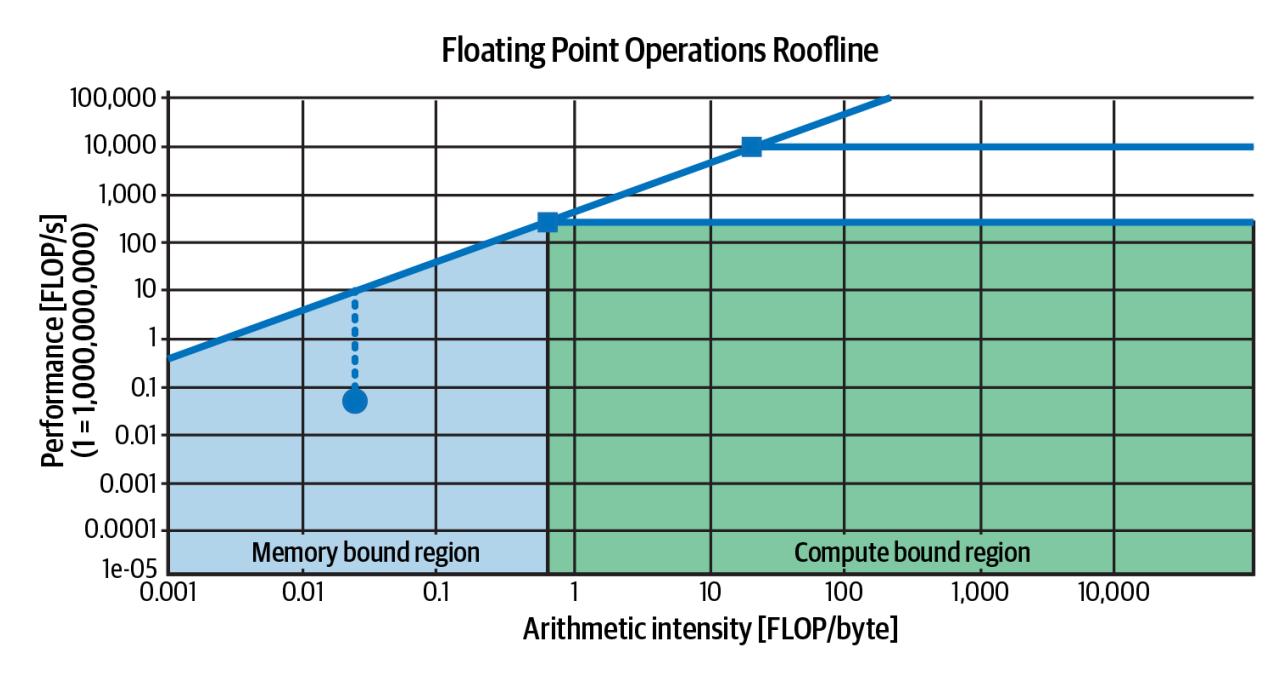 Floating Point Operations Roofline
Performance [FLOP/s]
(1 = 1,000,000,000)
100,000
10,000
1,000
100
10
1
0.1
0.01
0.001
0.0001
1e-05
Memory bound region
Compute bound region
0.001
0.01
0.1
1
10
100
1,000
10,000
Arithmetic intensity [FLOP/byte]